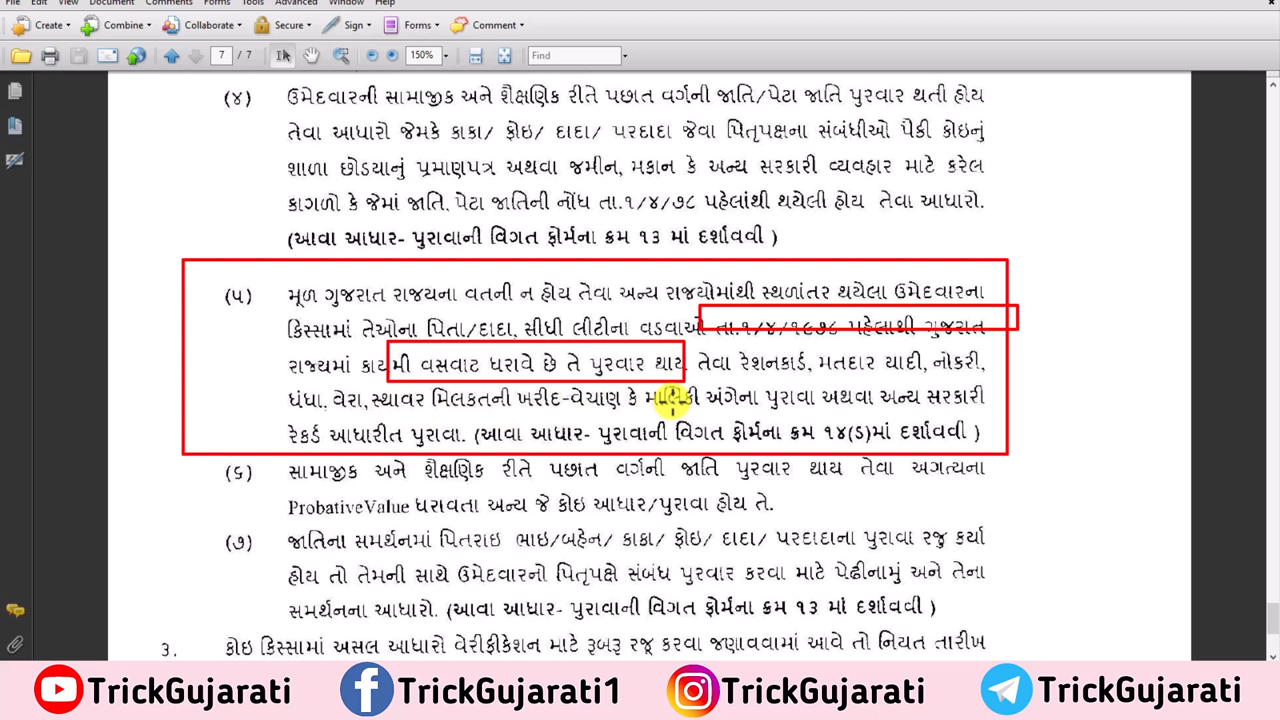 File Edit View Document Comments Forms Tools Advanced Window Help
Create Combine Collaborate Secure Sign Forms Comment
7 / 7 150% Find
(૪) ઉમેદવારની સામાજીક અને શૈક્ષણિક રીતે પછાત વર્ગની જાતિ/પેટા જાતિ પુરવાર થતી હોય
તેવા આધારો જેમકે કાકા/ ફોઇ/ દાદા/ પરદાદા જેવા પિતૃપક્ષના સંબંધીઓ પૈકી કોઇનું
શાળા છોડયાનું પ્રમાણપત્ર અથવા જમીન, મકાન કે અન્ય સરકારી વ્યવહાર માટે કરેલ
કાગળો કે જેમાં જાતિ, પેટા જાતિની નોંધ તા.૧/૪/૭૮ પહેલાંથી થયેલી હોય તેવા આધારો.
(આવા આધાર- પુરાવાની વિગત ફોર્મના ક્રમ ૧૩ માં દર્શાવવી )
(૫) મૂળ ગુજરાત રાજયના વતની ન હોય તેવા અન્ય રાજયોમાંથી સ્થળાંતર થયેલા ઉમેદવારના
કિસ્સામાં તેઓના પિતા/દાદા, સીધી લીટીના વડવાઓ તા.૧/૪/૧૯૭૮ પહેલાથી ગુજરાત
રાજ્યમાં કાયમી વસવાટ ધરાવે છે તે પુરવાર થાય તેવા રેશનકાર્ડ, મતદાર યાદી, નોકરી,
ધંધા, વેરા,સ્થાવર મિલકતની ખરીદ-વેચાણ કે માલિકી અંગેના પુરાવા અથવા અન્ય સરકારી
રેકર્ડ આધારીત પુરાવા. (આવા આધાર- પુરાવાની વિગત ફોર્મના ક્રમ ૧૪(ડ)માં દર્શાવવી )
(૬) સામાજીક અને શૈક્ષણિક રીતે પછાત વર્ગની જાતિ પુરવાર થાય તેવા અગત્યના
ProbativeValue ધરાવતા અન્ય જે કોઇ આધાર/પુરાવા હોય તે.
(૭) જાતિના સમર્થનમાં પિતરાઇ ભાઇ/બહેન/ કાકા/ ફોઇ/ દાદા/ પરદાદાના પુરાવા રજુ કર્યા
હોય તો તેમની સાથે ઉમેદવારનો પિતૃપક્ષે સંબંધ પુરવાર કરવા માટે પેઢીનામું અને તેના
સમર્થનના આધારો. (આવા આધાર- પુરાવાની વિગત ફોર્મના ક્રમ ૧૩ માં દર્શાવવી )
3. કોઇ કિસ્સામાં અસલ આધારો વેરીફીકેશન માટે રૂબરૂ રજૂ કરવા જણાવવામાં આવે તો નિયત તારીખ
TrickGujarati TrickGujarati1 TrickGujarati TrickGujarati